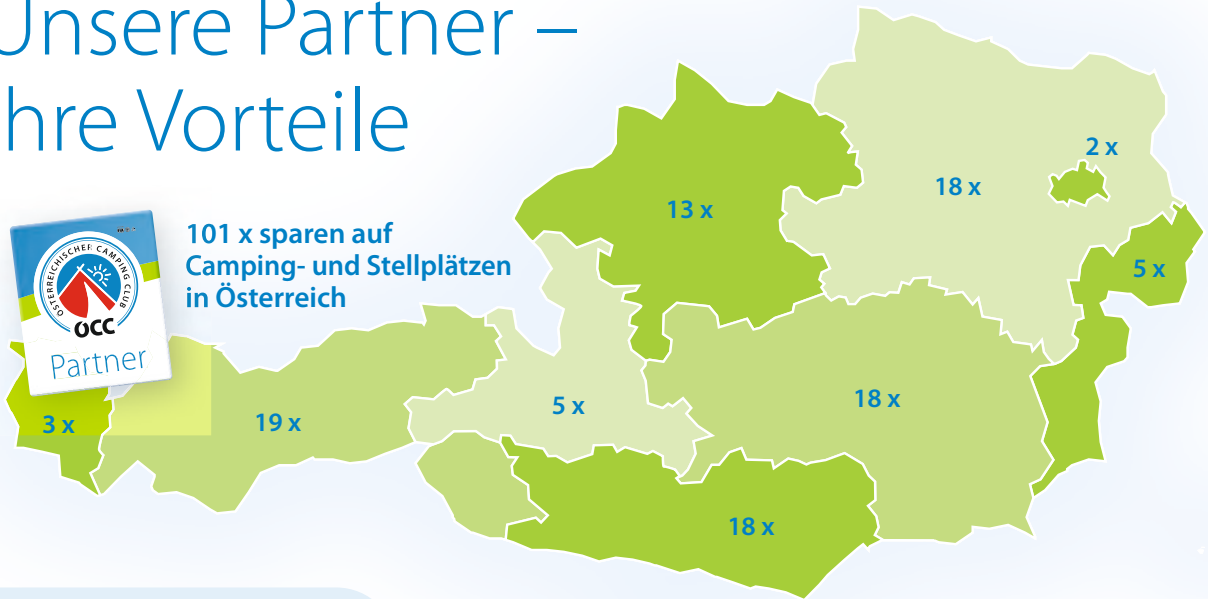 Unsere Partner –
hre Vorteile
101 x sparen auf
Camping- und Stellplätzen
in Österreich
ÖSTERREICHISCHER CAMPING CLUB
ÖCC
Partner
2 x
18 x
13 x
5 x
18 x
5 x
3 x
19 x
18 x